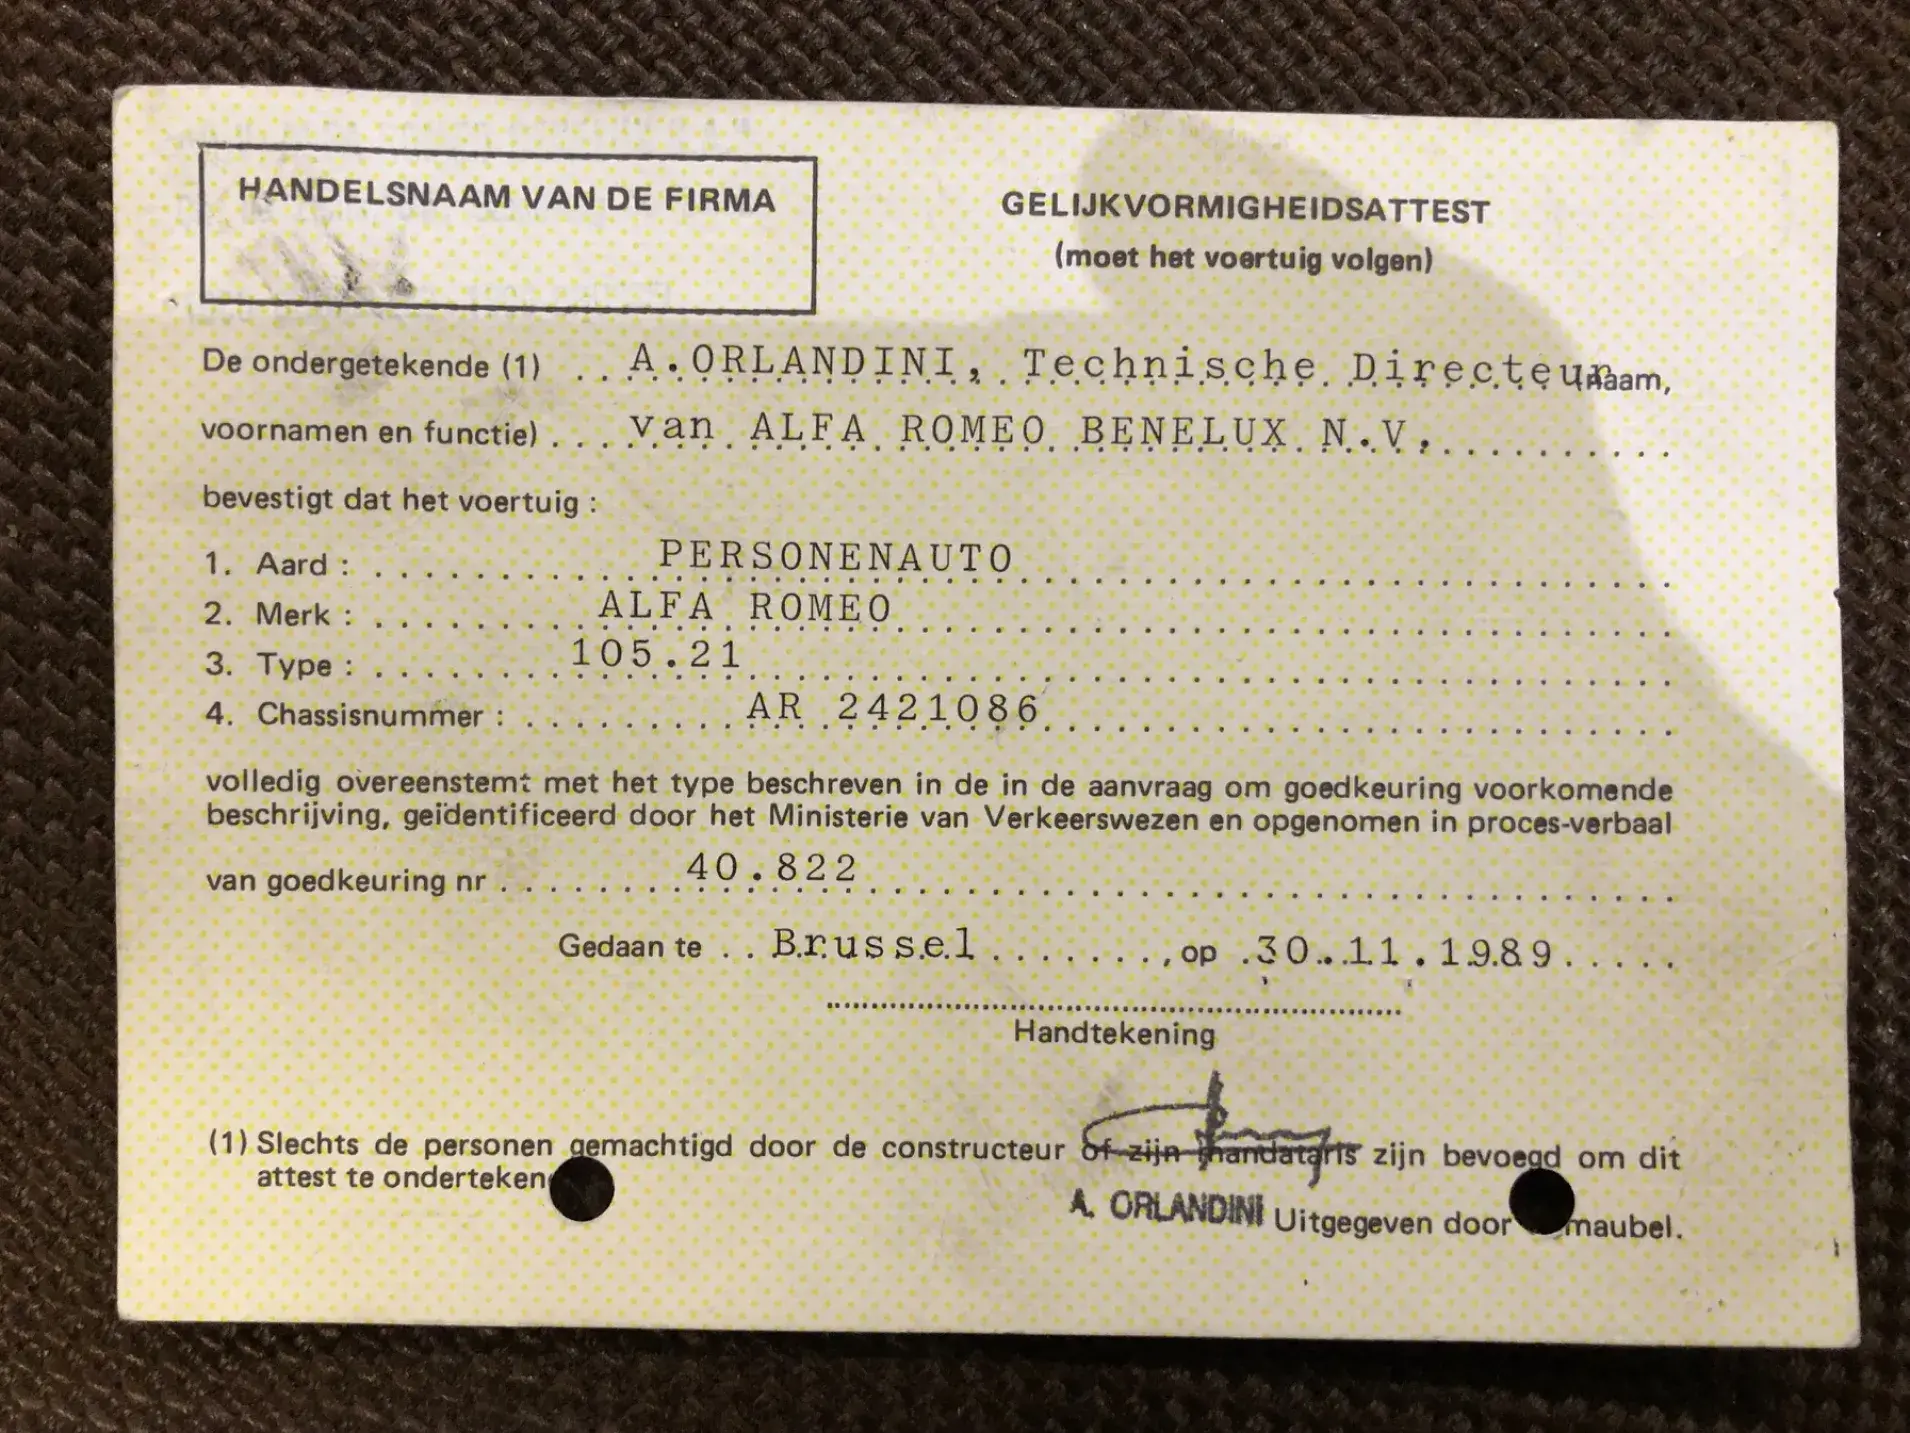 HANDELSNAAM VAN DE FIRMA
GELIJKVORMIGHEIDSATTEST
(moet het voertuig volgen)
De ondergetekende (1) .. A.ORLANDINI, Technische Directeur (naam,
voornamen en functie) ... van ALFA ROMEO BENELUX N.V.
bevestigt dat het voertuig :
1. Aard : PERSONENAUTO
2. Merk : ALFA ROMEO
3. Type : 105.21
4. Chassisnummer : AR 2421086
volledig overeenstemt met het type beschreven in de in de aanvraag om goedkeuring voorkomende
beschrijving, geïdentificeerd door het Ministerie van Verkeerswezen en opgenomen in proces-verbaal
van goedkeuring nr 40.822
Gedaan te .. Brussel ........, op .30.11.1989.....
Handtekening
(1) Slechts de personen gemachtigd door de constructeur of zijn mandataris zijn bevoegd om dit
attest te onderteken
A. ORLANDINI Uitgegeven door maubel.